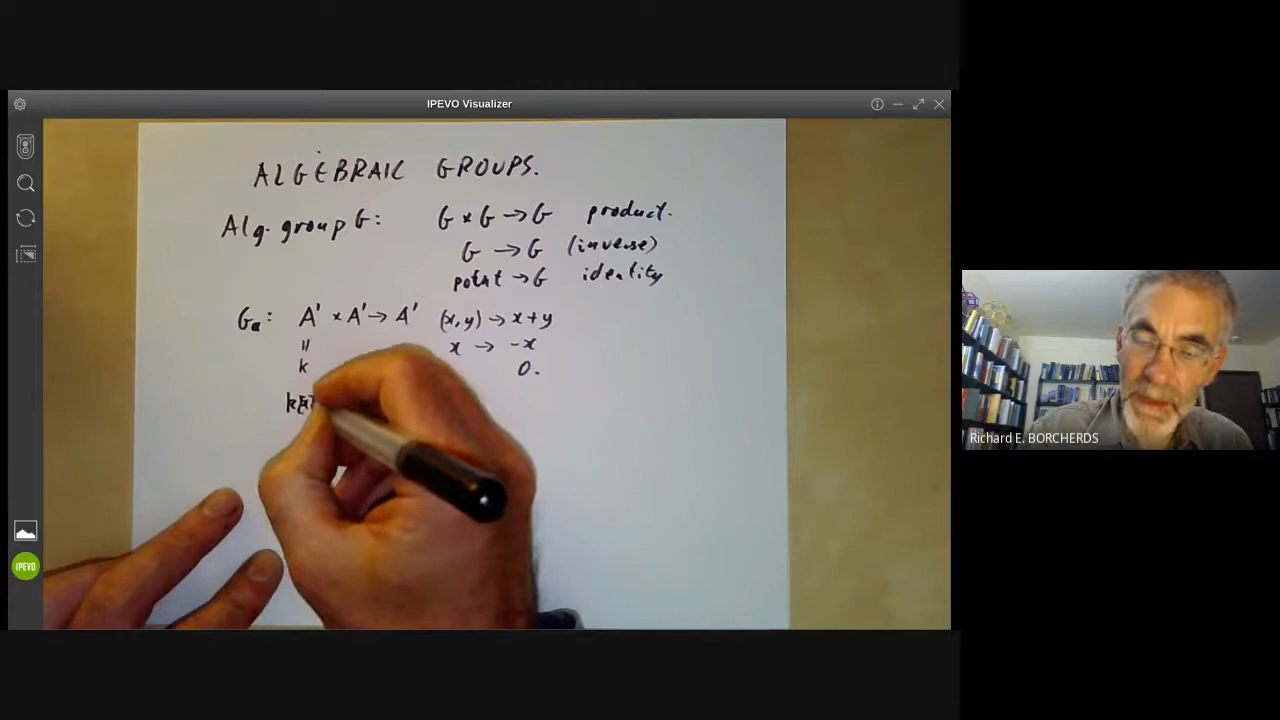 IPEVO Visualizer
ALGEBRAIC GROUPS.
Alg. group G: G × G → G product.
G → G (inverse)
point → G identity
Gₐ: A¹ × A¹ → A¹ (x,y) → x+y
" x → -x
k 0.
Richard E. BORCHERDS
IPEVO